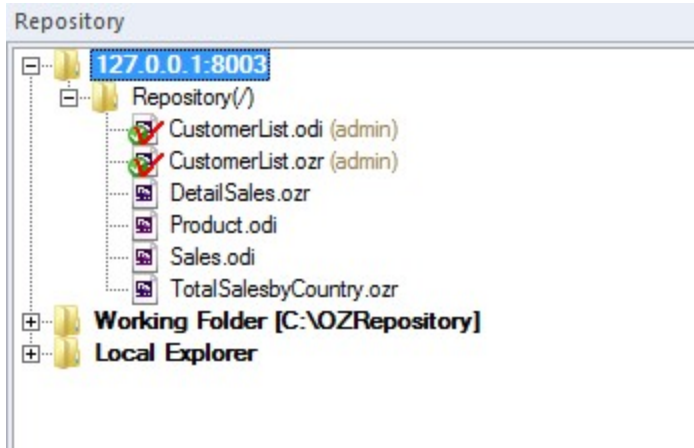 Repository
127.0.0.1:8003
Repository(/)
CustomerList.odi (admin)
CustomerList.ozr (admin)
DetailSales.ozr
Product.odi
Sales.odi
TotalSalesbyCountry.ozr
Working Folder [C:\OZRepository]
Local Explorer